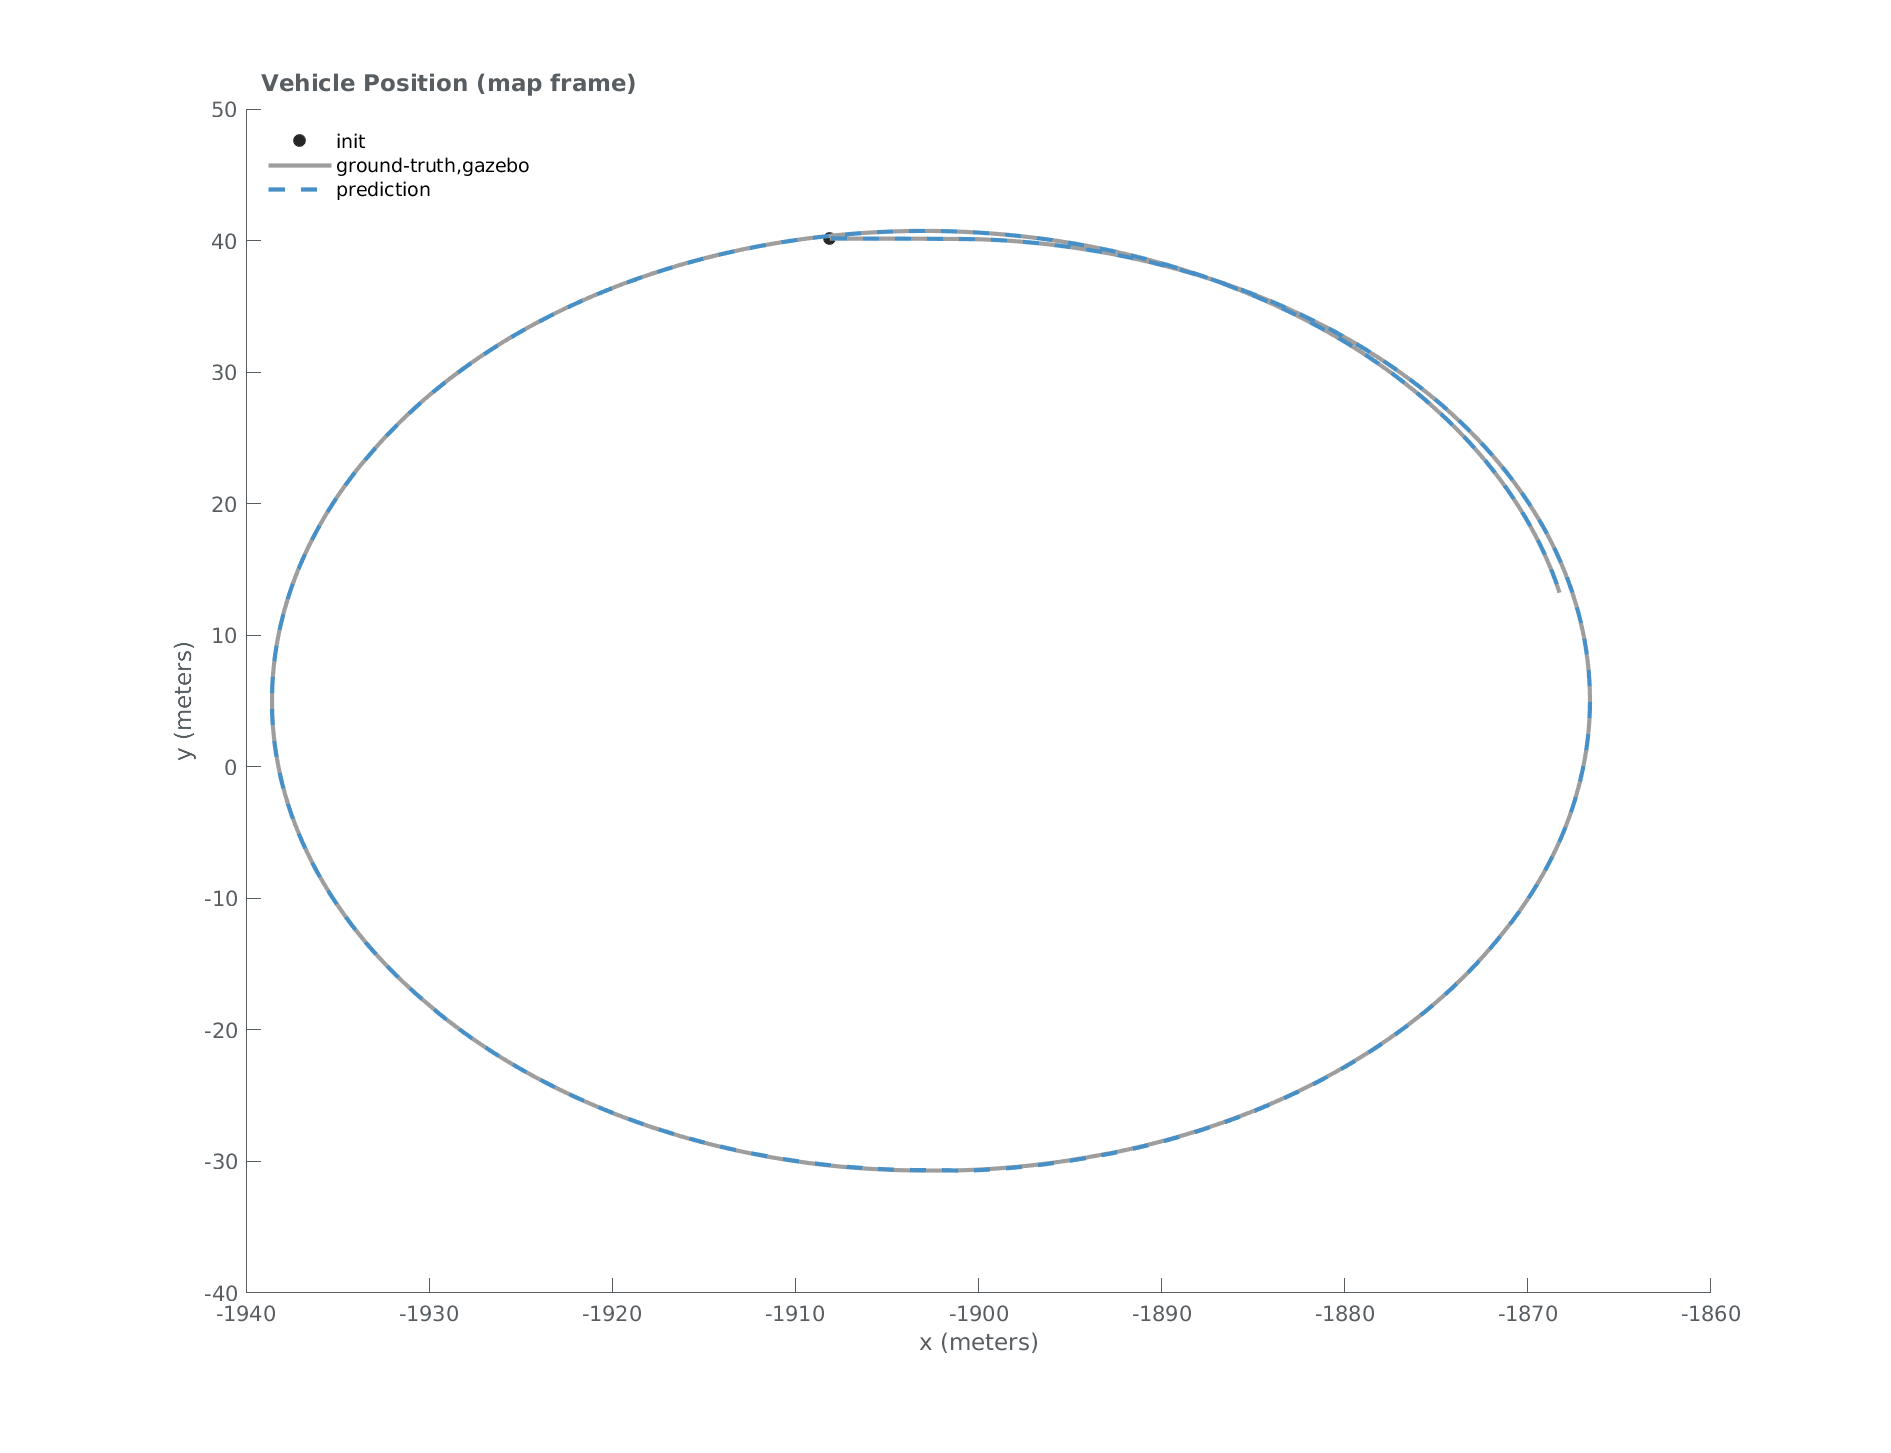 Vehicle Position (map frame)
50
init
ground-truth,gazebo
prediction
40
30
20
10
y (meters)
0
-10
-20
-30
-40
-1940 -1930 -1920 -1910 -1900 -1890 -1880 -1870 -1860
x (meters)